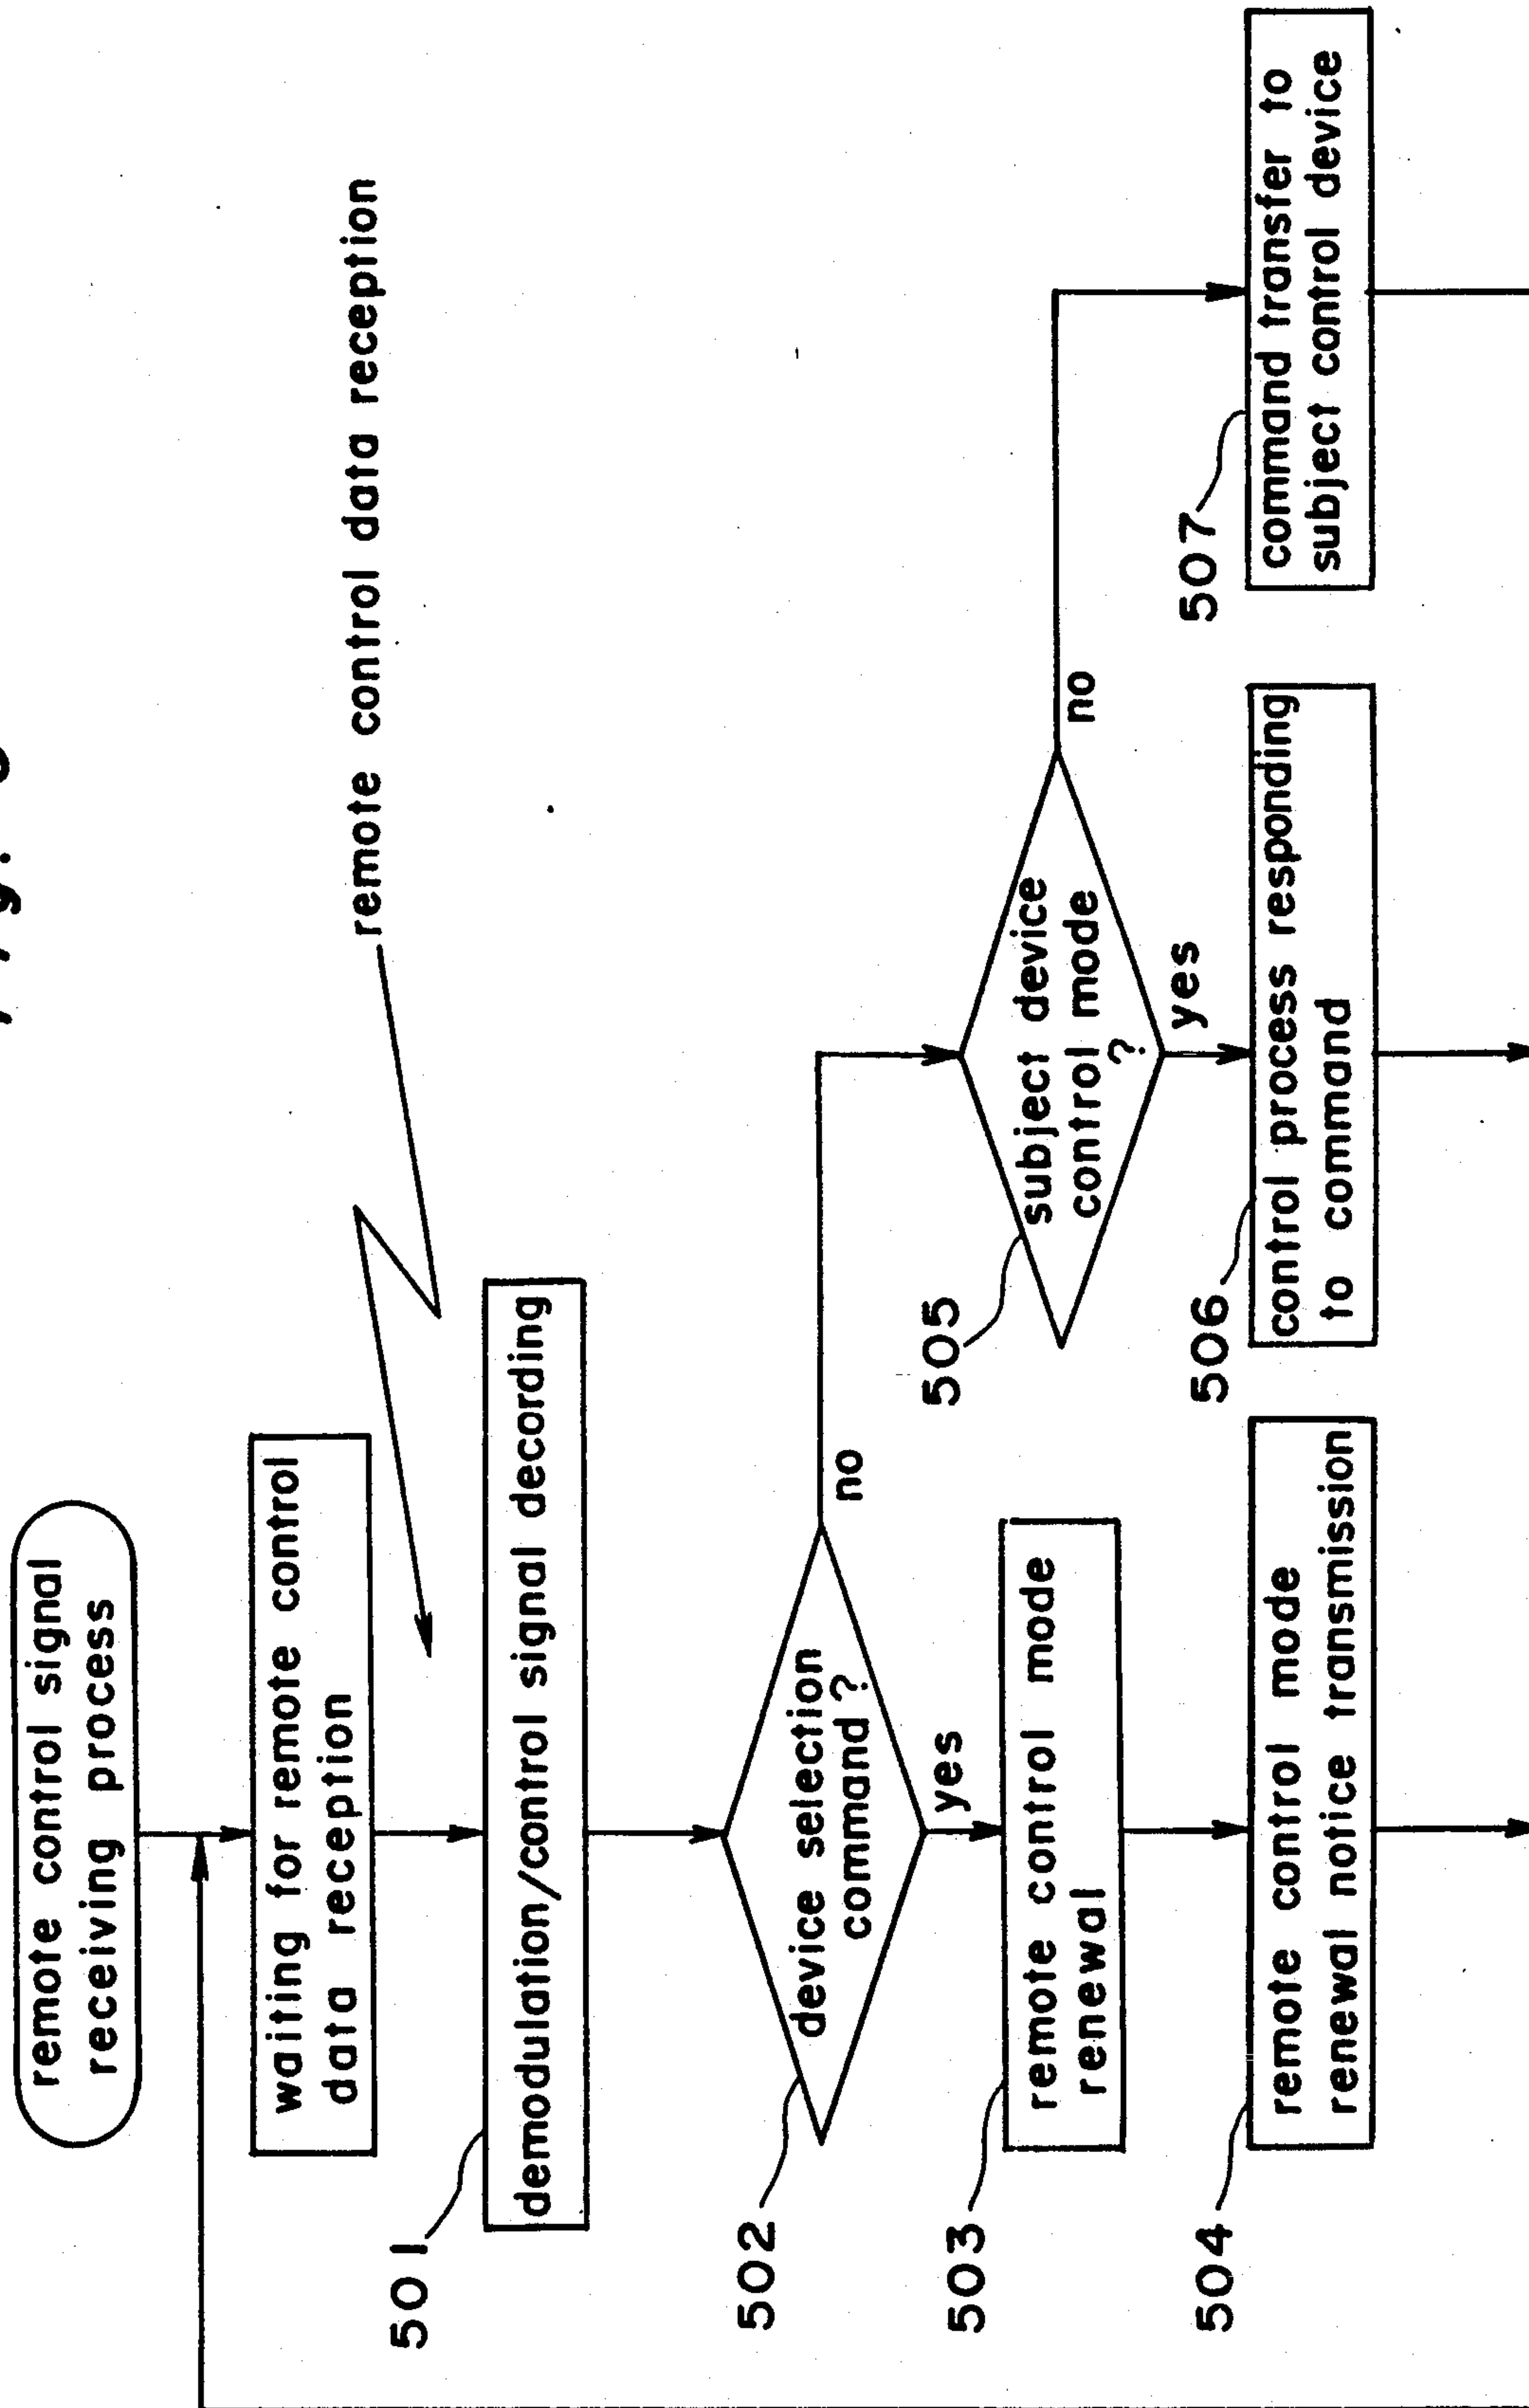 remote control signal
receiving process
waiting for remote control
data reception
remote control data reception
501
demodulation/control signal decording
502
device selection
command?
no
yes
503
remote control mode
renewal
504
remote control mode
renewal notice transmission
505
subject device
control mode
?
no
yes
506
control process responding
to command
507
command transfer to
subject control device